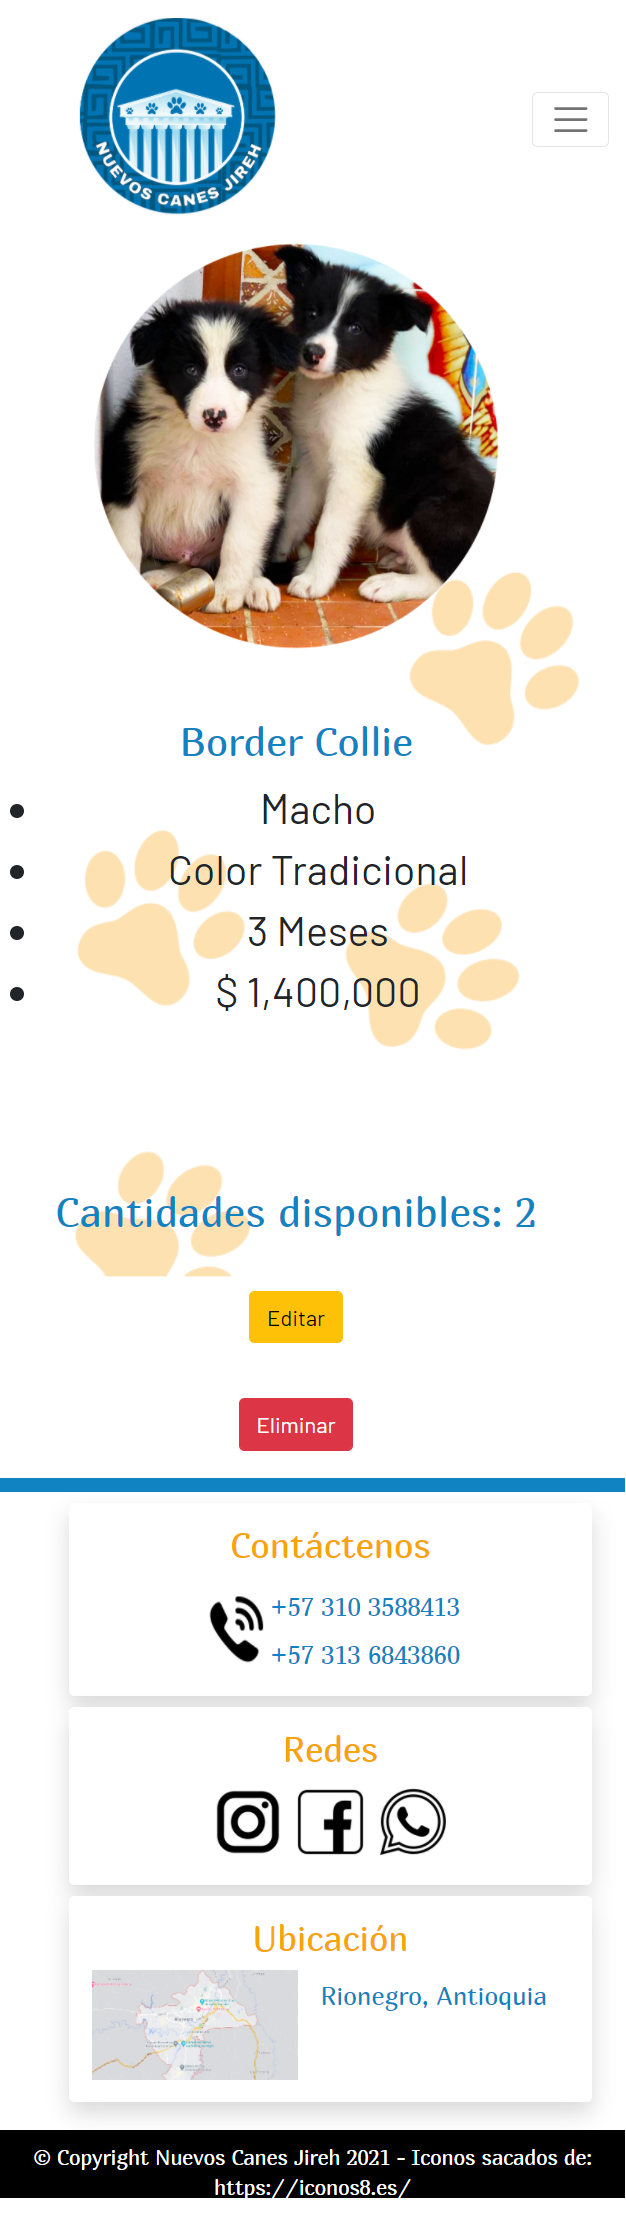 NUEVOS CANES JIREH
Border Collie
Macho
Color Tradicional
3 Meses
$ 1,400,000
Cantidades disponibles: 2
Editar
Eliminar
Contáctenos
+57 310 3588413
+57 313 6843860
Redes
Ubicación
Rionegro, Antioquia
© Copyright Nuevos Canes Jireh 2021 - Iconos sacados de:
https://iconos8.es/